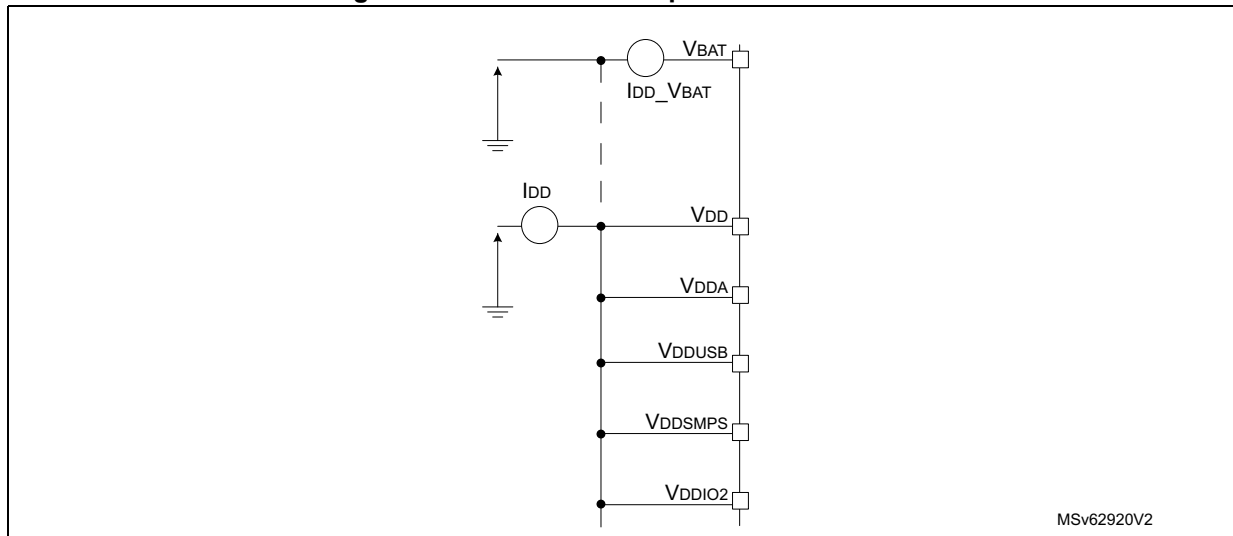 VBAT
IDD_VBAT
IDD
VDD
VDDA
VDDUSB
VDDSMPS
VDDIO2
MSv62920V2